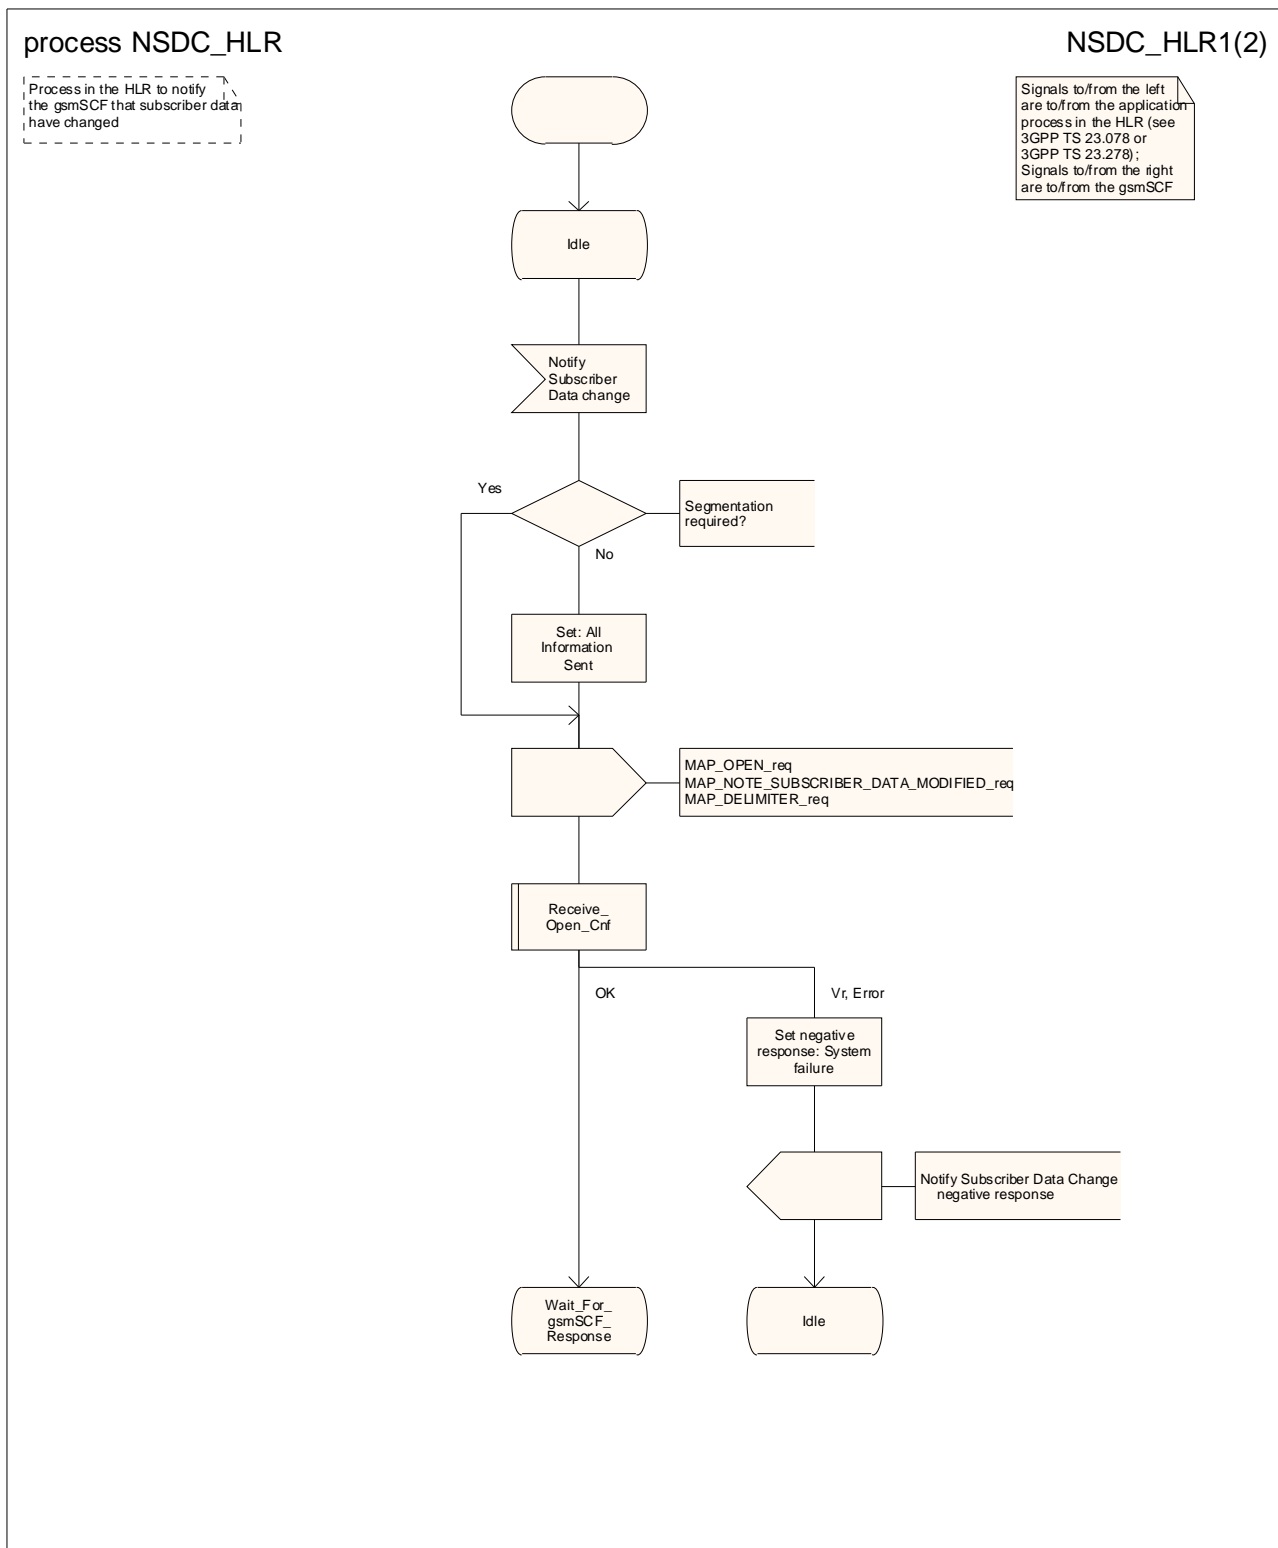 process NSDC_HLR
NSDC_HLR1(2)
Process in the HLR to notify
the gsmSCF that subscriber data
have changed
Signals to/from the left
are to/from the application
process in the HLR (see
3GPP TS 23.078 or
3GPP TS 23.278);
Signals to/from the right
are to/from the gsmSCF
Idle
Notify
Subscriber
Data change
Yes
Segmentation
required?
No
Set: All
Information
Sent
MAP_OPEN_req
MAP_NOTE_SUBSCRIBER_DATA_MODIFIED_req
MAP_DELIMITER_req
Receive_
Open_Cnf
OK
Vr, Error
Set negative
response: System
failure
Notify Subscriber Data Change
negative response
Wait_For_
gsmSCF_
Response
Idle